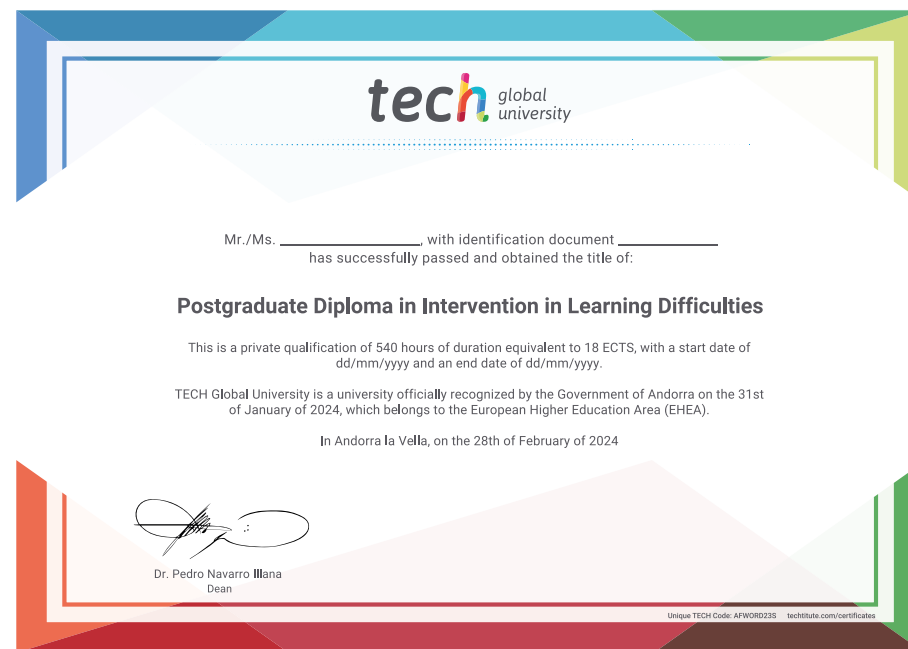 tech global university
Mr./Ms. ____________, with identification document ____________
has successfully passed and obtained the title of:
Postgraduate Diploma in Intervention in Learning Difficulties
This is a private qualification of 540 hours of duration equivalent to 18 ECTS, with a start date of
dd/mm/yyyy and an end date of dd/mm/yyyy.
TECH Global University is a university officially recognized by the Government of Andorra on the 31st
of January of 2024, which belongs to the European Higher Education Area (EHEA).
In Andorra la Vella, on the 28th of February of 2024
Dr. Pedro Navarro Illana
Dean
Unique TECH Code: AFWORD23S techtitute.com/certificates